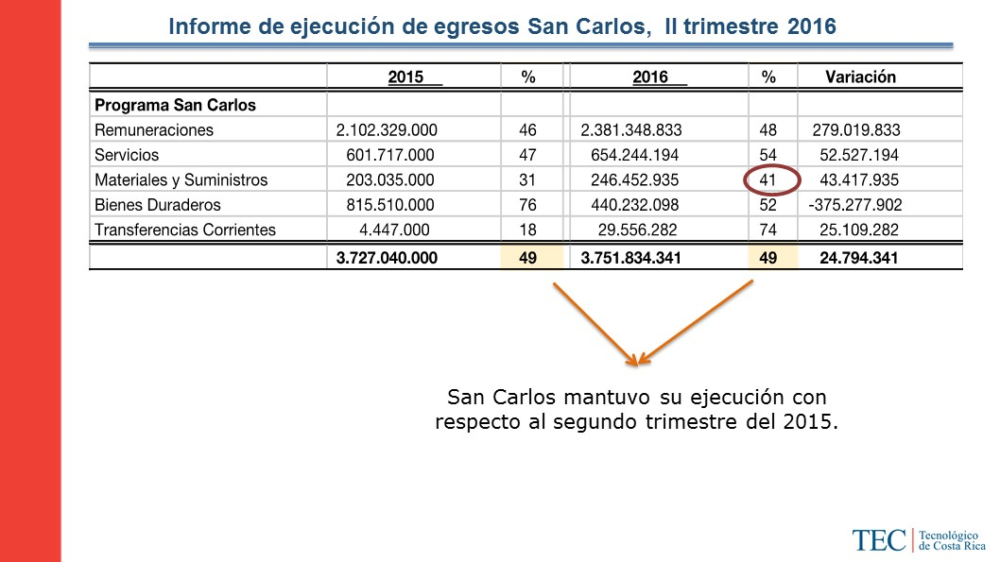 Informe de ejecución de egresos San Carlos, II trimestre 2016
2015 % 2016 % Variación
Programa San Carlos
Remuneraciones 2.102.329.000 46 2.381.348.833 48 279.019.833
Servicios 601.717.000 47 654.244.194 54 52.527.194
Materiales y Suministros 203.035.000 31 246.452.935 41 43.417.935
Bienes Duraderos 815.510.000 76 440.232.098 52 -375.277.902
Transferencias Corrientes 4.447.000 18 29.556.282 74 25.109.282
3.727.040.000 49 3.751.834.341 49 24.794.341
San Carlos mantuvo su ejecución con
respecto al segundo trimestre del 2015.
TEC | Tecnológico
de Costa Rica